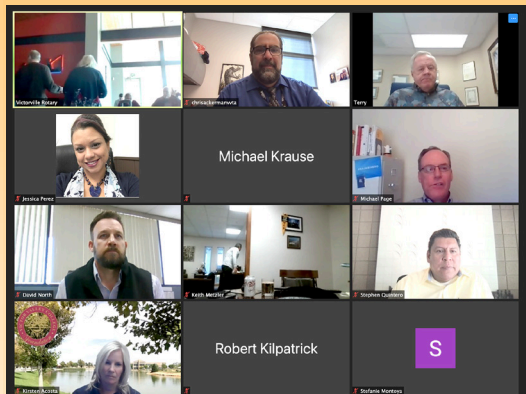 Victorville Rotary
chrisackermanwta
Terry
Jessica Perez
Michael Krause
Michael Page
David North
Keith Metzler
Stephen Quintero
Kirsten Acosta
Robert Kilpatrick
S
Stefanie Montoya